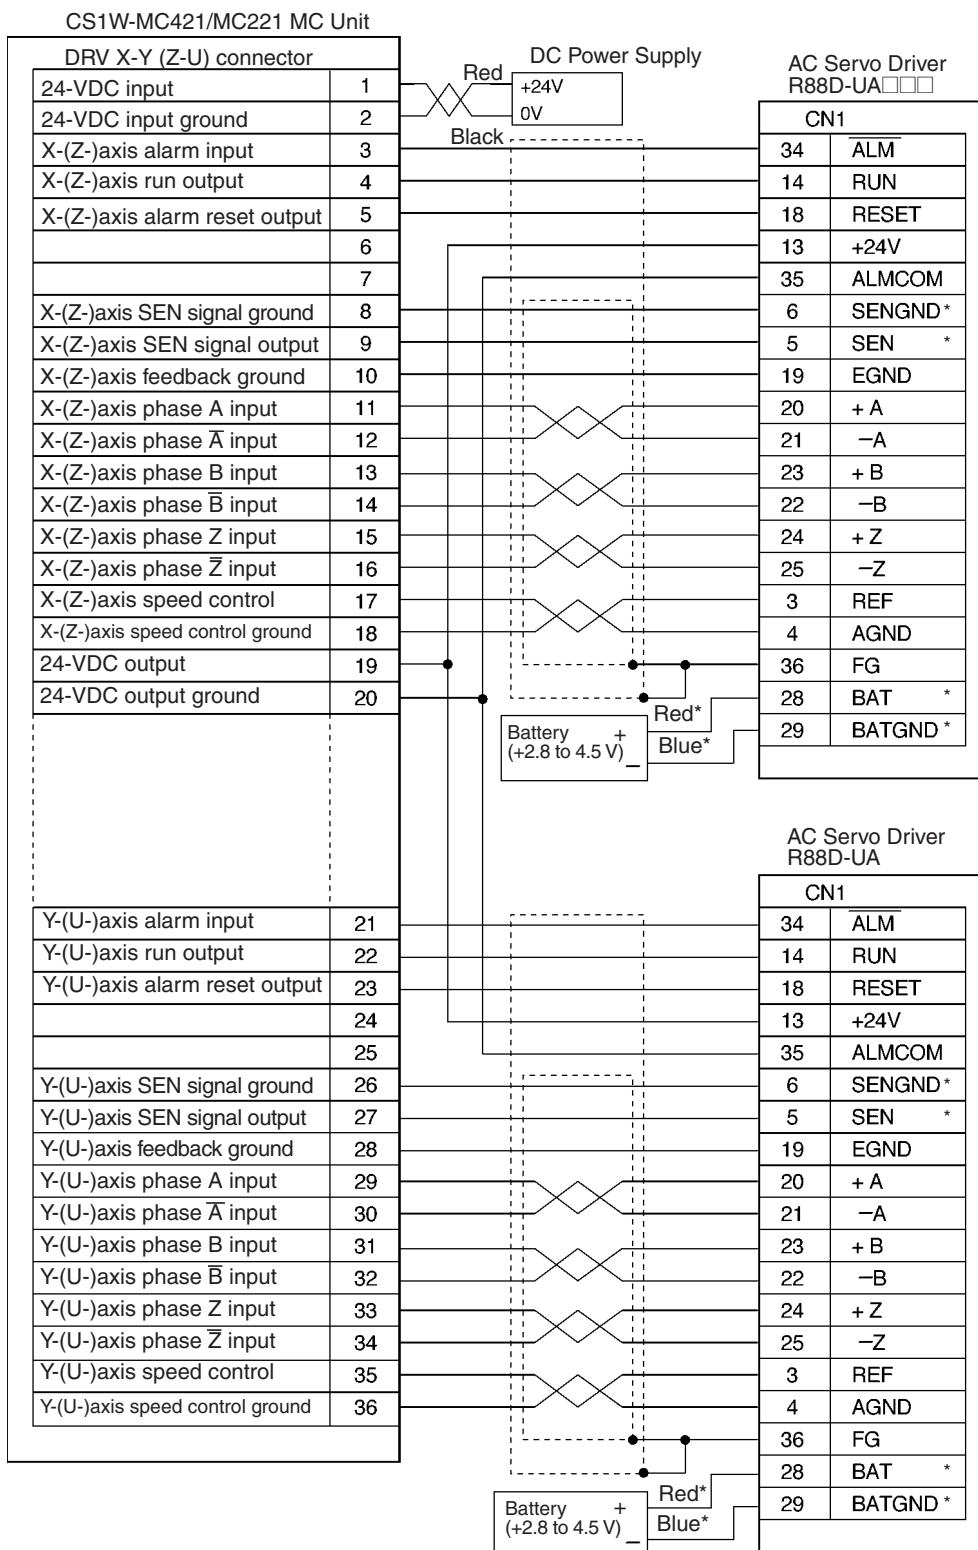 CS1W-MC421/MC221 MC Unit
DRV X-Y (Z-U) connector
24-VDC input 1
24-VDC input ground 2
X-(Z-)axis alarm input 3
X-(Z-)axis run output 4
X-(Z-)axis alarm reset output 5
6
7
X-(Z-)axis SEN signal ground 8
X-(Z-)axis SEN signal output 9
X-(Z-)axis feedback ground 10
X-(Z-)axis phase A input 11
X-(Z-)axis phase A̅ input 12
X-(Z-)axis phase B input 13
X-(Z-)axis phase B̅ input 14
X-(Z-)axis phase Z input 15
X-(Z-)axis phase Z̅ input 16
X-(Z-)axis speed control 17
X-(Z-)axis speed control ground 18
24-VDC output 19
24-VDC output ground 20
Y-(U-)axis alarm input 21
Y-(U-)axis run output 22
Y-(U-)axis alarm reset output 23
24
25
Y-(U-)axis SEN signal ground 26
Y-(U-)axis SEN signal output 27
Y-(U-)axis feedback ground 28
Y-(U-)axis phase A input 29
Y-(U-)axis phase A̅ input 30
Y-(U-)axis phase B input 31
Y-(U-)axis phase B̅ input 32
Y-(U-)axis phase Z input 33
Y-(U-)axis phase Z̅ input 34
Y-(U-)axis speed control 35
Y-(U-)axis speed control ground 36
DC Power Supply
Red
+24V
0V
Black
AC Servo Driver
R88D-UA□□□
CN1
34 A̅L̅M̅
14 RUN
18 RESET
13 +24V
35 ALMCOM
6 SENGND *
5 SEN *
19 EGND
20 + A
21 –A
23 + B
22 –B
24 + Z
25 –Z
3 REF
4 AGND
36 FG
28 BAT *
29 BATGND *
Red*
Blue*
Battery +
(+2.8 to 4.5 V) –
AC Servo Driver
R88D-UA
CN1
34 A̅L̅M̅
14 RUN
18 RESET
13 +24V
35 ALMCOM
6 SENGND *
5 SEN *
19 EGND
20 + A
21 –A
23 + B
22 –B
24 + Z
25 –Z
3 REF
4 AGND
36 FG
28 BAT *
29 BATGND *
Red*
Blue*
Battery +
(+2.8 to 4.5 V) –